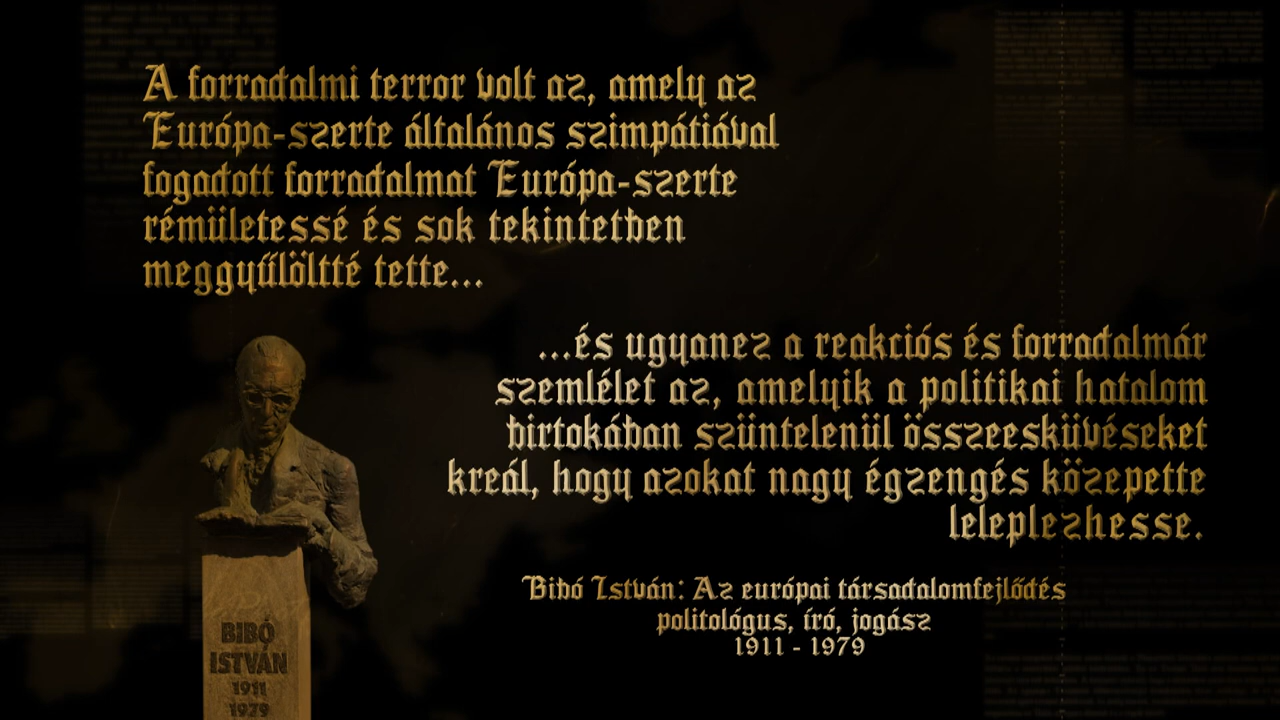 A forradalmi terror volt az, amely az
Európa-szerte általános szimpátiával
fogadott forradalmat Európa-szerte
rémületessé és sok tekintetben
meggyűlöltté tette...
...és ugyanez a reakciós és forradalmár
szemlélet az, amelyik a politikai hatalom
birtokában szüntelenül összeesküvéseket
kreál, hogy azokat nagy égzengés közepette
leleplezhesse.
Bibó István: Az európai társadalomfejlődés
politológus, író, jogász
1911 - 1979
BIBÓ
ISTVÁN
1911
1979